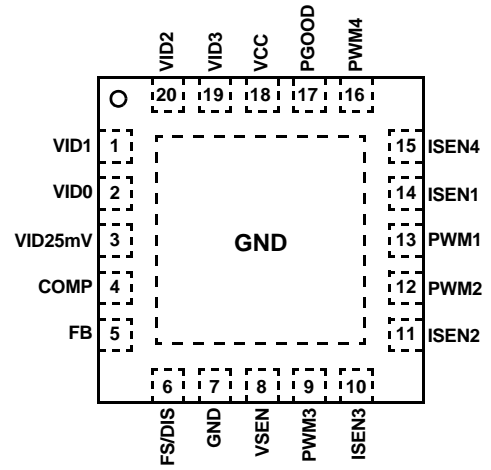 VID2
VID3
VCC
PGOOD
PWM4
20
19
18
17
16
VID1 1
VID0 2
VID25mV 3
COMP 4
FB 5
GND
15 ISEN4
14 ISEN1
13 PWM1
12 PWM2
11 ISEN2
6
7
8
9
10
FS/DIS
GND
VSEN
PWM3
ISEN3